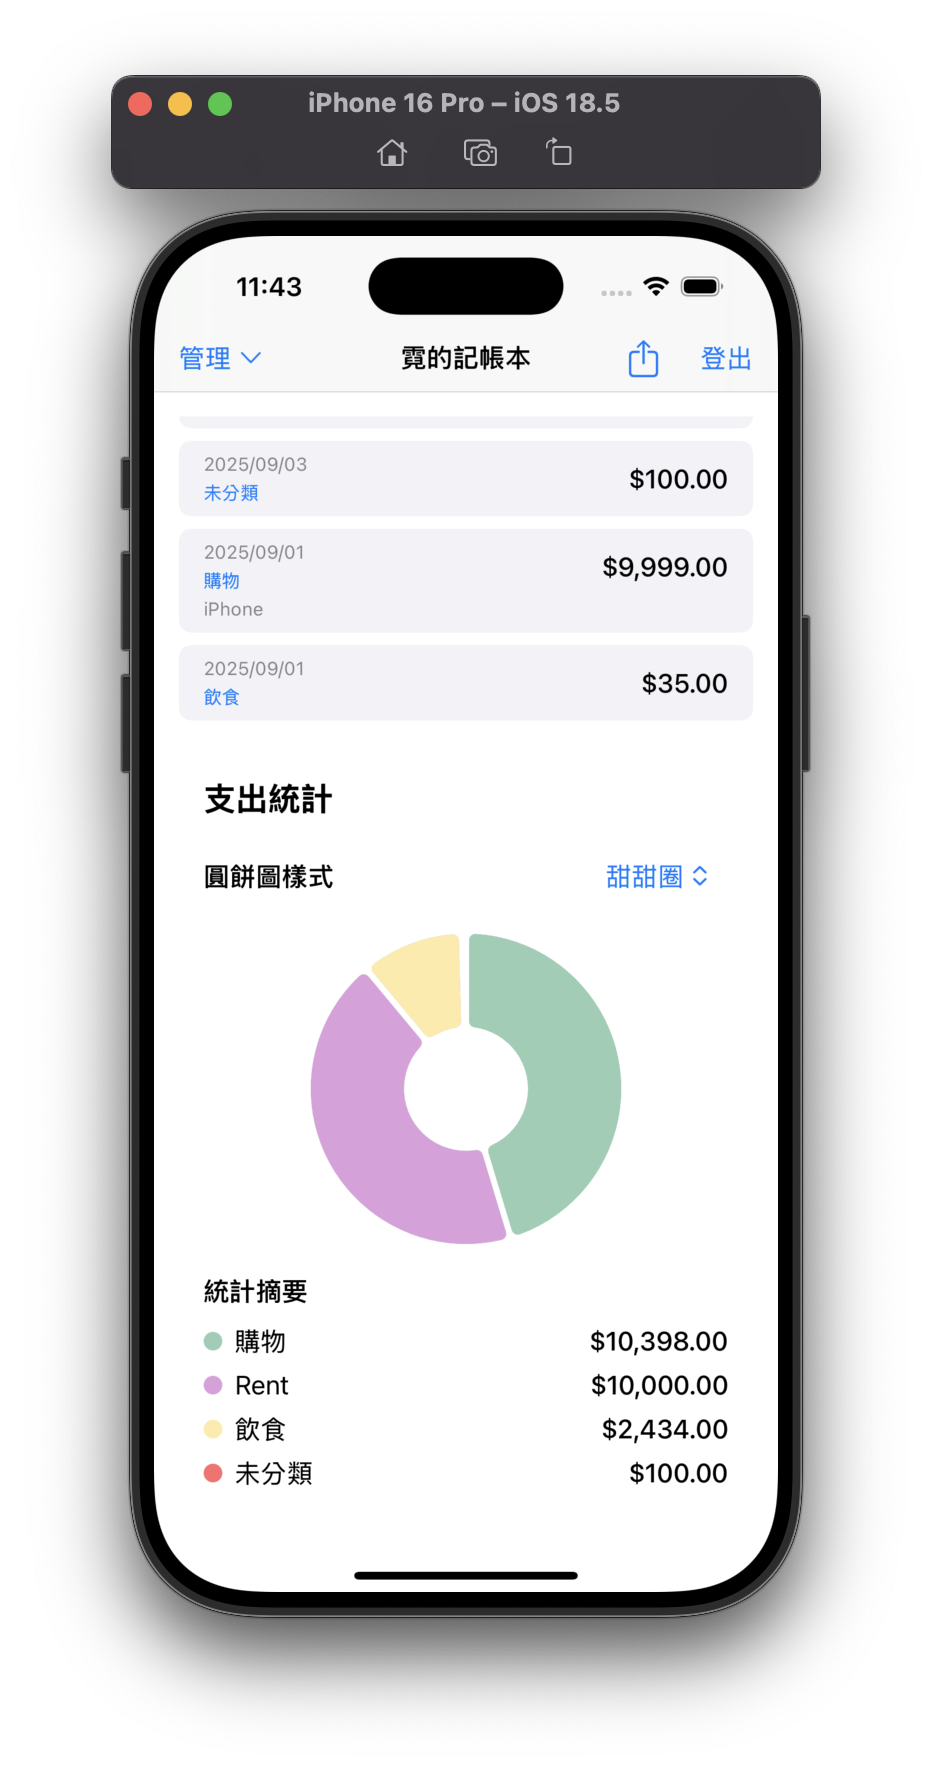 iPhone 16 Pro – iOS 18.5
11:43
管理
霓的記帳本
登出
2025/09/03
未分類
$100.00
2025/09/01
購物
iPhone
$9,999.00
2025/09/01
飲食
$35.00
支出統計
圓餅圖樣式
甜甜圈
統計摘要
購物 $10,398.00
Rent $10,000.00
飲食 $2,434.00
未分類 $100.00